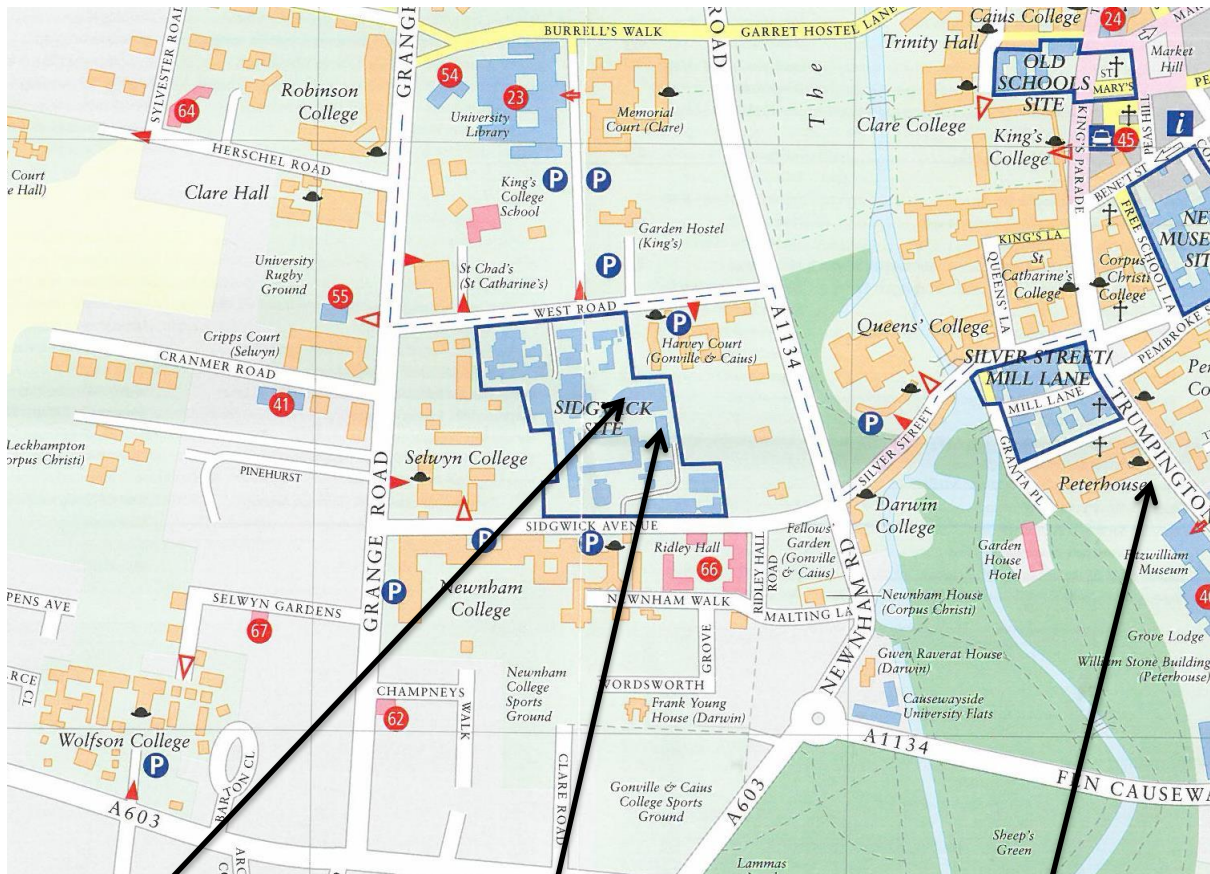 BURRELL'S WALK
GARRET HOSTEL LANE
Caius College
24
Trinity Hall
Market
Hill
SYLVESTER ROAD
GRANGE
ROAD
The
54
23
University
Library
Memorial
Court (Clare)
OLD
SCHOOLS
SITE
ST
MARY'S
Clare College
64
Robinson
College
King's
College
KING'S PARADE
45
PEAS HILL
i
HERSCHEL ROAD
Court
Clare Hall
King's
College
School
P
P
BENE'T ST
FREE SCHOOL LA
Garden Hostel
(King's)
KING'S LA
QUEENS' LA
St
Catharine's
College
Corpus
Christi
College
University
Rugby
Ground
St Chad's
(St Catharine's)
P
55
WEST ROAD
A1134
PEMBROKE
Cripps Court
(Selwyn)
CRANMER ROAD
P
Harvey Court
(Gonville & Caius)
Queens' College
SILVER STREET/
MILL LANE
MILL LANE
41
SIDGWICK
SITE
TRUMPINGTON
P
SILVER STREET
GRANTA PL
Leckhampton
PINEHURST
Selwyn College
GRANGE ROAD
Peterhouse
SIDGWICK AVENUE
Darwin
College
P
P
Ridley Hall
66
RIDLEY HALL
ROAD
Fellows'
Garden
(Gonville
& Caius)
Garden
House
Hotel
Fitzwilliam
Museum
P
Newnham
College
NEWNHAM WALK
MALTING LA
NEWNHAM RD
Newnham House
(Corpus Christi)
SELWYN GARDENS
67
GROVE
WORDSWORTH
Grove Lodge
William Stone Building
(Peterhouse)
Gwen Raverat House
(Darwin)
Newnham
College
Sports
Ground
CHAMPNEYS
WALK
62
Frank Young
House (Darwin)
Causewayside
University Flats
Wolfson College
P
BARTON CL
A1134
FEN
A603
CLARE ROAD
Gonville & Caius
College Sports
Ground
A603
Sheep's
Green
Lammas